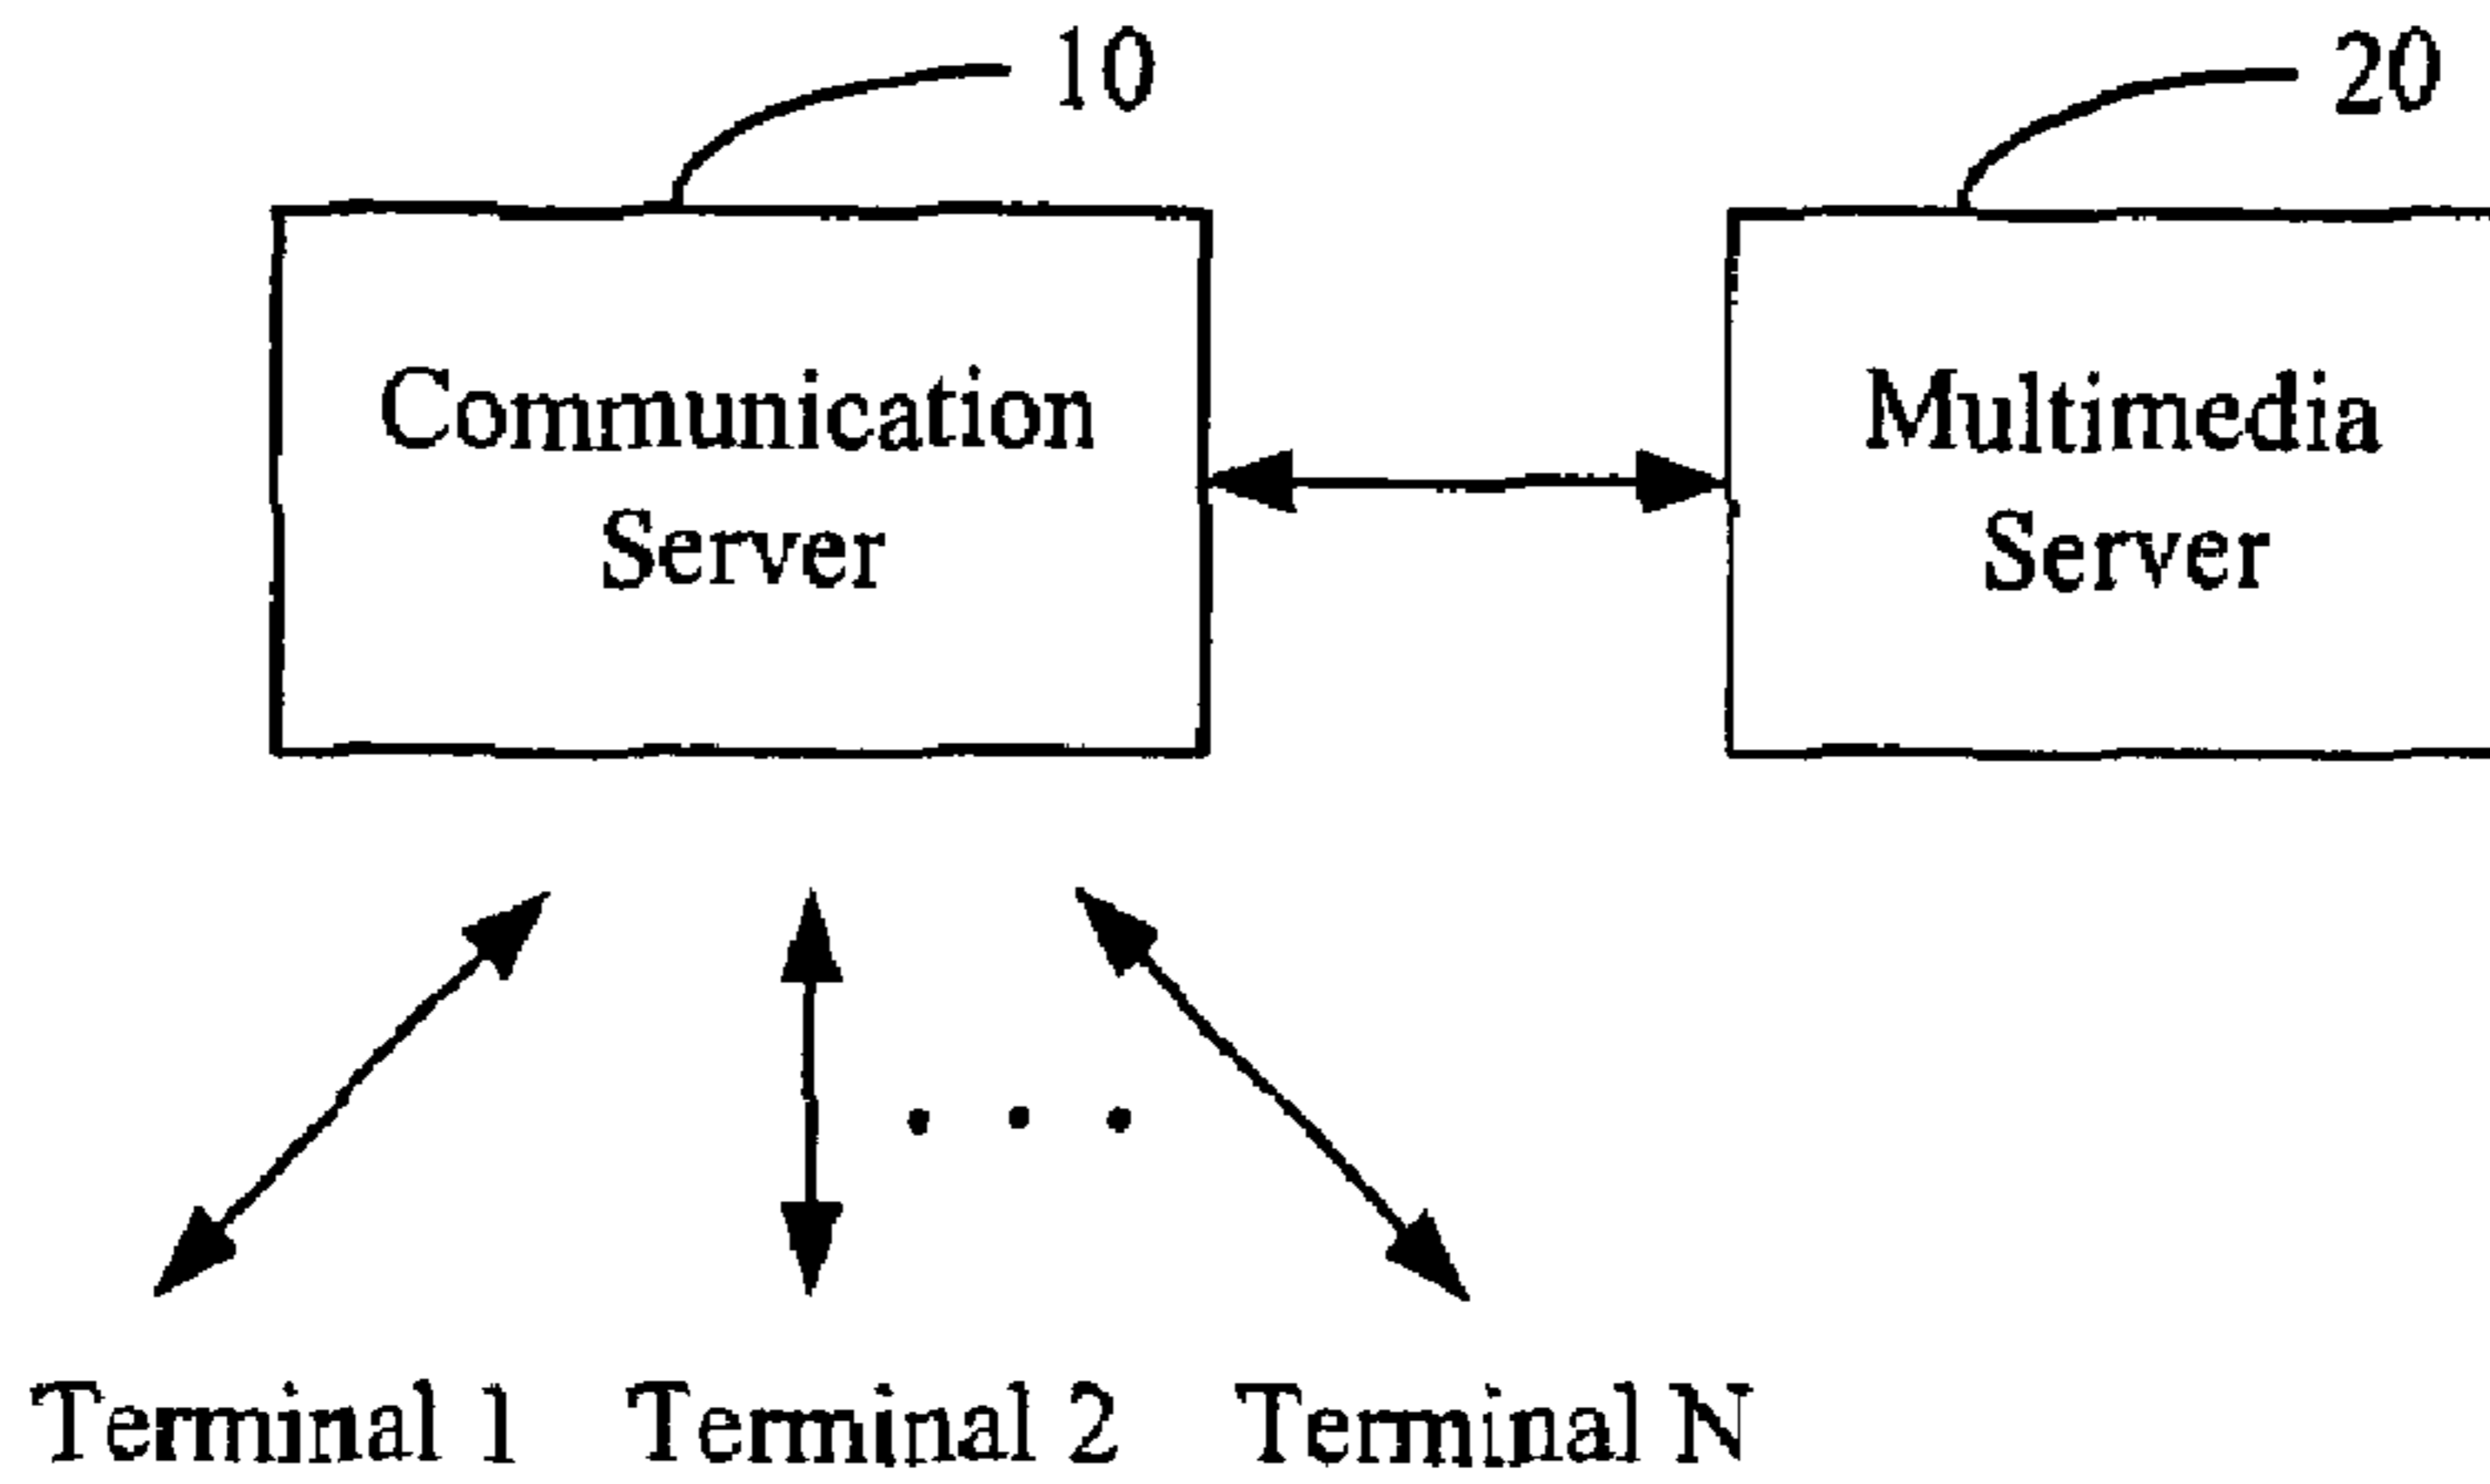 10
20
Communication
Server
Multimedia
Server
Terminal 1
Terminal 2
Terminal N